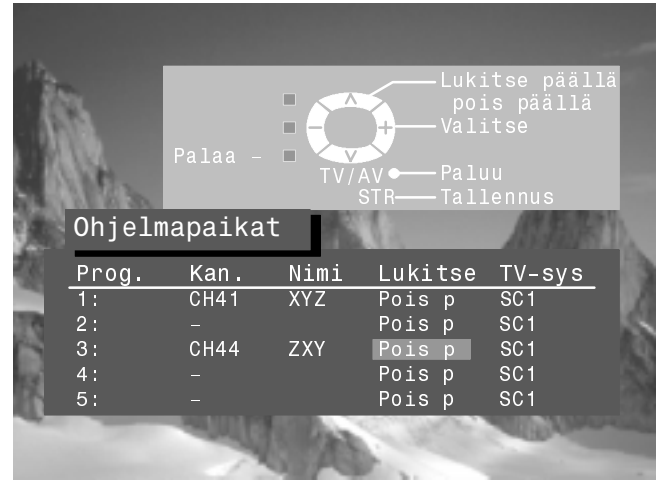 Lukitse päällä
pois päällä
Valitse
Palaa –
TV/AV Paluu
STR Tallennus
Ohjelmapaikat
Prog. Kan. Nimi Lukitse TV-sys
1: CH41 XYZ Pois p SC1
2: – Pois p SC1
3: CH44 ZXY Pois p SC1
4: – Pois p SC1
5: – Pois p SC1